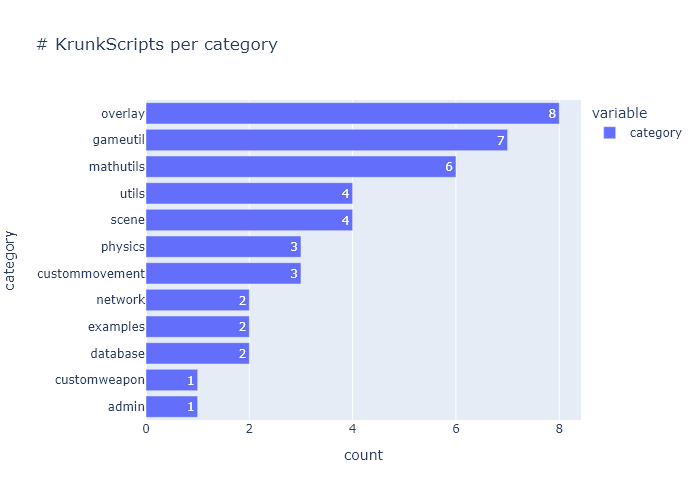 # KrunkScripts per category
variable
category
category
overlay 8
gameutil 7
mathutils 6
utils 4
scene 4
physics 3
custommovement 3
network 2
examples 2
database 2
customweapon 1
admin 1
0 2 4 6 8
count